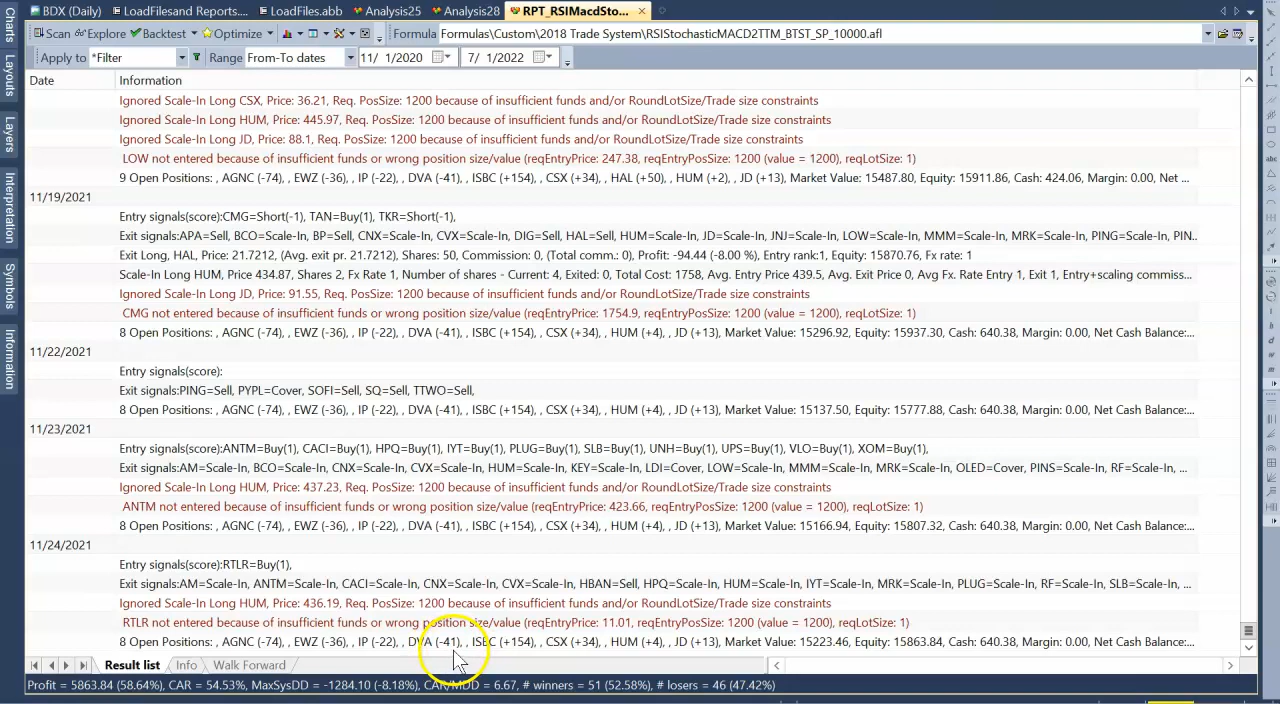 BDX (Daily) LoadFilesand Reports.... LoadFiles.abb Analysis25 Analysis28 RPT_RSIMacdSto...
Scan Explore Backtest Optimize Formula Formulas\Custom\2018 Trade System\RSIStochasticMACD2TTM_BTST_SP_10000.afl
Apply to *Filter Range From-To dates 11/ 1/2020 7/ 1/2022
Charts
Layouts
Layers
Interpretation
Symbols
Information
Date Information
Ignored Scale-In Long CSX, Price: 36.21, Req. PosSize: 1200 because of insufficient funds and/or RoundLotSize/Trade size constraints
Ignored Scale-In Long HUM, Price: 445.97, Req. PosSize: 1200 because of insufficient funds and/or RoundLotSize/Trade size constraints
Ignored Scale-In Long JD, Price: 88.1, Req. PosSize: 1200 because of insufficient funds and/or RoundLotSize/Trade size constraints
LOW not entered because of insufficient funds or wrong position size/value (reqEntryPrice: 247.38, reqEntryPosSize: 1200 (value = 1200), reqLotSize: 1)
9 Open Positions: , AGNC (-74), , EWZ (-36), , IP (-22), , DVA (-41), , ISBC (+154), , CSX (+34), , HAL (+50), , HUM (+2), , JD (+13), Market Value: 15487.80, Equity: 15911.86, Cash: 424.06, Margin: 0.00, Net ...
11/19/2021
Entry signals(score):CMG=Short(-1), TAN=Buy(1), TKR=Short(-1),
Exit signals:APA=Sell, BCO=Scale-In, BP=Sell, CNX=Scale-In, CVX=Scale-In, DIG=Sell, HAL=Sell, HUM=Scale-In, JD=Scale-In, JNJ=Scale-In, LOW=Scale-In, MMM=Scale-In, MRK=Scale-In, PING=Scale-In, PIN...
Exit Long, HAL, Price: 21.7212, (Avg. exit pr. 21.7212), Shares: 50, Commission: 0, (Total comm.: 0), Profit: -94.44 (-8.00 %), Entry rank:1, Equity: 15870.76, Fx rate: 1
Scale-In Long HUM, Price 434.87, Shares 2, Fx Rate 1, Number of shares - Current: 4, Exited: 0, Total Cost: 1758, Avg. Entry Price 439.5, Avg. Exit Price 0, Avg Fx. Rate Entry 1, Exit 1, Entry+scaling commiss...
Ignored Scale-In Long JD, Price: 91.55, Req. PosSize: 1200 because of insufficient funds and/or RoundLotSize/Trade size constraints
CMG not entered because of insufficient funds or wrong position size/value (reqEntryPrice: 1754.9, reqEntryPosSize: 1200 (value = 1200), reqLotSize: 1)
8 Open Positions: , AGNC (-74), , EWZ (-36), , IP (-22), , DVA (-41), , ISBC (+154), , CSX (+34), , HUM (+4), , JD (+13), Market Value: 15296.92, Equity: 15937.30, Cash: 640.38, Margin: 0.00, Net Cash Balance:...
11/22/2021
Entry signals(score):
Exit signals:PING=Sell, PYPL=Cover, SOFI=Sell, SQ=Sell, TTWO=Sell,
8 Open Positions: , AGNC (-74), , EWZ (-36), , IP (-22), , DVA (-41), , ISBC (+154), , CSX (+34), , HUM (+4), , JD (+13), Market Value: 15137.50, Equity: 15777.88, Cash: 640.38, Margin: 0.00, Net Cash Balance:...
11/23/2021
Entry signals(score):ANTM=Buy(1), CACI=Buy(1), HPQ=Buy(1), IYT=Buy(1), PLUG=Buy(1), SLB=Buy(1), UNH=Buy(1), UPS=Buy(1), VLO=Buy(1), XOM=Buy(1),
Exit signals:AM=Scale-In, BCO=Scale-In, CNX=Scale-In, CVX=Scale-In, HUM=Scale-In, KEY=Scale-In, LDI=Cover, LOW=Scale-In, MMM=Scale-In, MRK=Scale-In, OLED=Cover, PINS=Scale-In, RF=Scale-In, ...
Ignored Scale-In Long HUM, Price: 437.23, Req. PosSize: 1200 because of insufficient funds and/or RoundLotSize/Trade size constraints
ANTM not entered because of insufficient funds or wrong position size/value (reqEntryPrice: 423.66, reqEntryPosSize: 1200 (value = 1200), reqLotSize: 1)
8 Open Positions: , AGNC (-74), , EWZ (-36), , IP (-22), , DVA (-41), , ISBC (+154), , CSX (+34), , HUM (+4), , JD (+13), Market Value: 15166.94, Equity: 15807.32, Cash: 640.38, Margin: 0.00, Net Cash Balance:...
11/24/2021
Entry signals(score):RTLR=Buy(1),
Exit signals:AM=Scale-In, ANTM=Scale-In, CACI=Scale-In, CNX=Scale-In, CVX=Scale-In, HBAN=Sell, HPQ=Scale-In, HUM=Scale-In, IYT=Scale-In, MRK=Scale-In, PLUG=Scale-In, RF=Scale-In, SLB=Scale-In, ...
Ignored Scale-In Long HUM, Price: 436.19, Req. PosSize: 1200 because of insufficient funds and/or RoundLotSize/Trade size constraints
RTLR not entered because of insufficient funds or wrong position size/value (reqEntryPrice: 11.01, reqEntryPosSize: 1200 (value = 1200), reqLotSize: 1)
8 Open Positions: , AGNC (-74), , EWZ (-36), , IP (-22), , DVA (-41), , ISBC (+154), , CSX (+34), , HUM (+4), , JD (+13), Market Value: 15223.46, Equity: 15863.84, Cash: 640.38, Margin: 0.00, Net Cash Balance:...
Result list Info Walk Forward
Profit = 5863.84 (58.64%), CAR = 54.53%, MaxSysDD = -1284.10 (-8.18%), CAR/MDD = 6.67, # winners = 51 (52.58%), # losers = 46 (47.42%)